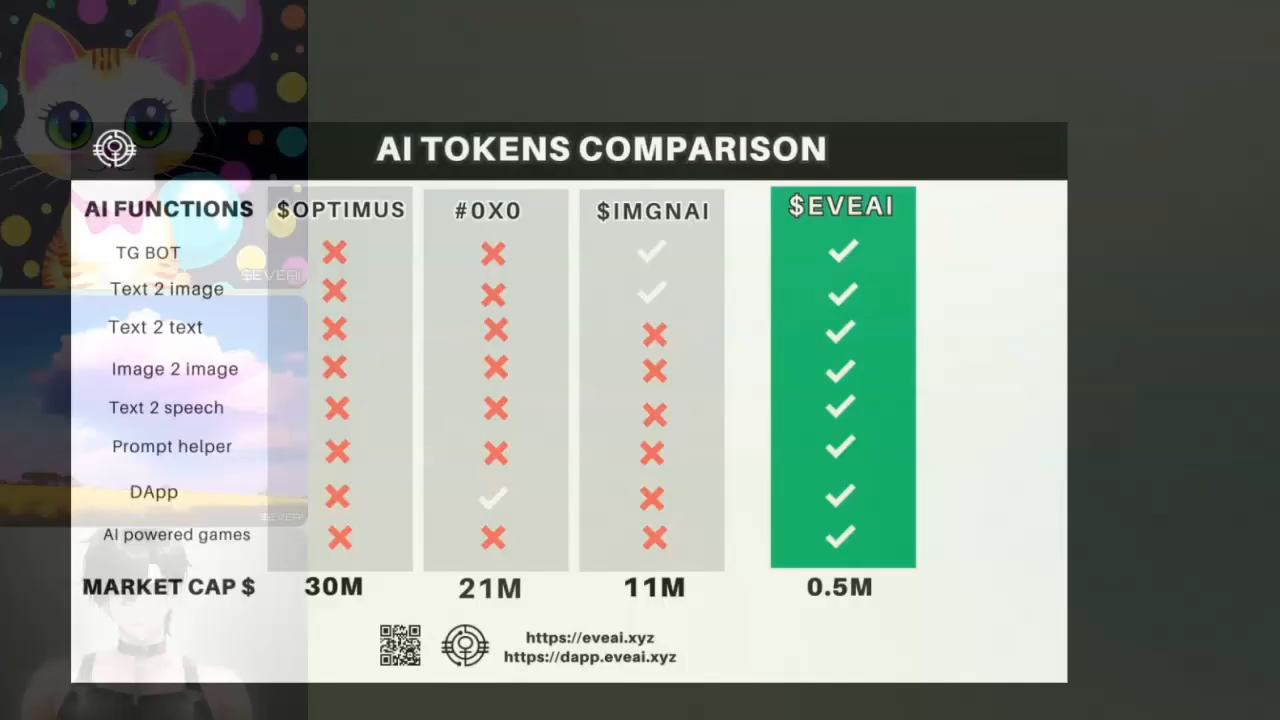 AI TOKENS COMPARISON
AI FUNCTIONS $OPTIMUS #0X0 $IMGNAI $EVEAI
TG BOT
$EVEAI
Text 2 image
Text 2 text
Image 2 image
Text 2 speech
Prompt helper
DApp
$EVEAI
AI powered games
MARKET CAP $ 30M 21M 11M 0.5M
https://eveai.xyz
https://dapp.eveai.xyz